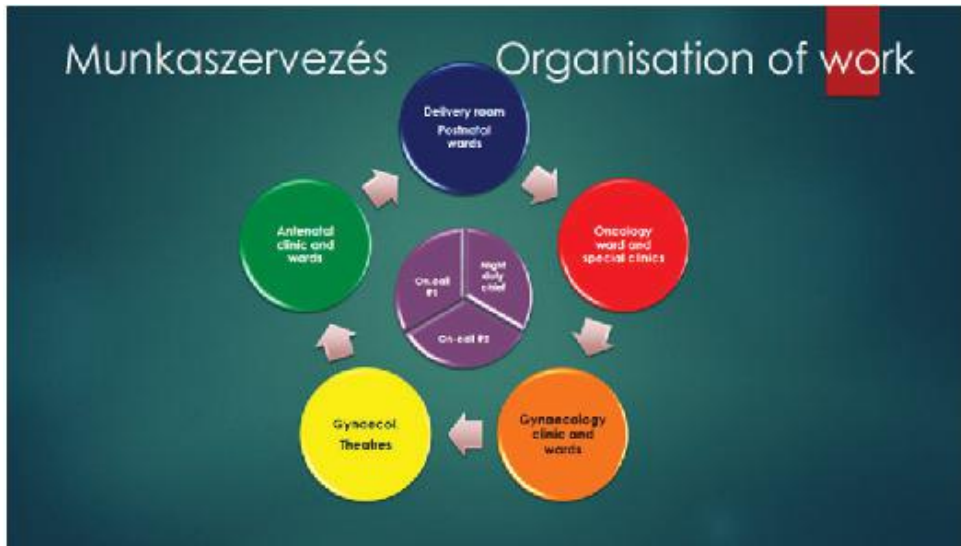 Munkaszervezés
Organisation of work
Delivery room
Postnatal
wards
Oncology
ward and
special clinics
Gynaecology
clinic and
wards
Gynaecol.
Theatres
Antenatal
clinic and
wards
On-call
#1
Night
duty
chief
On-call #2